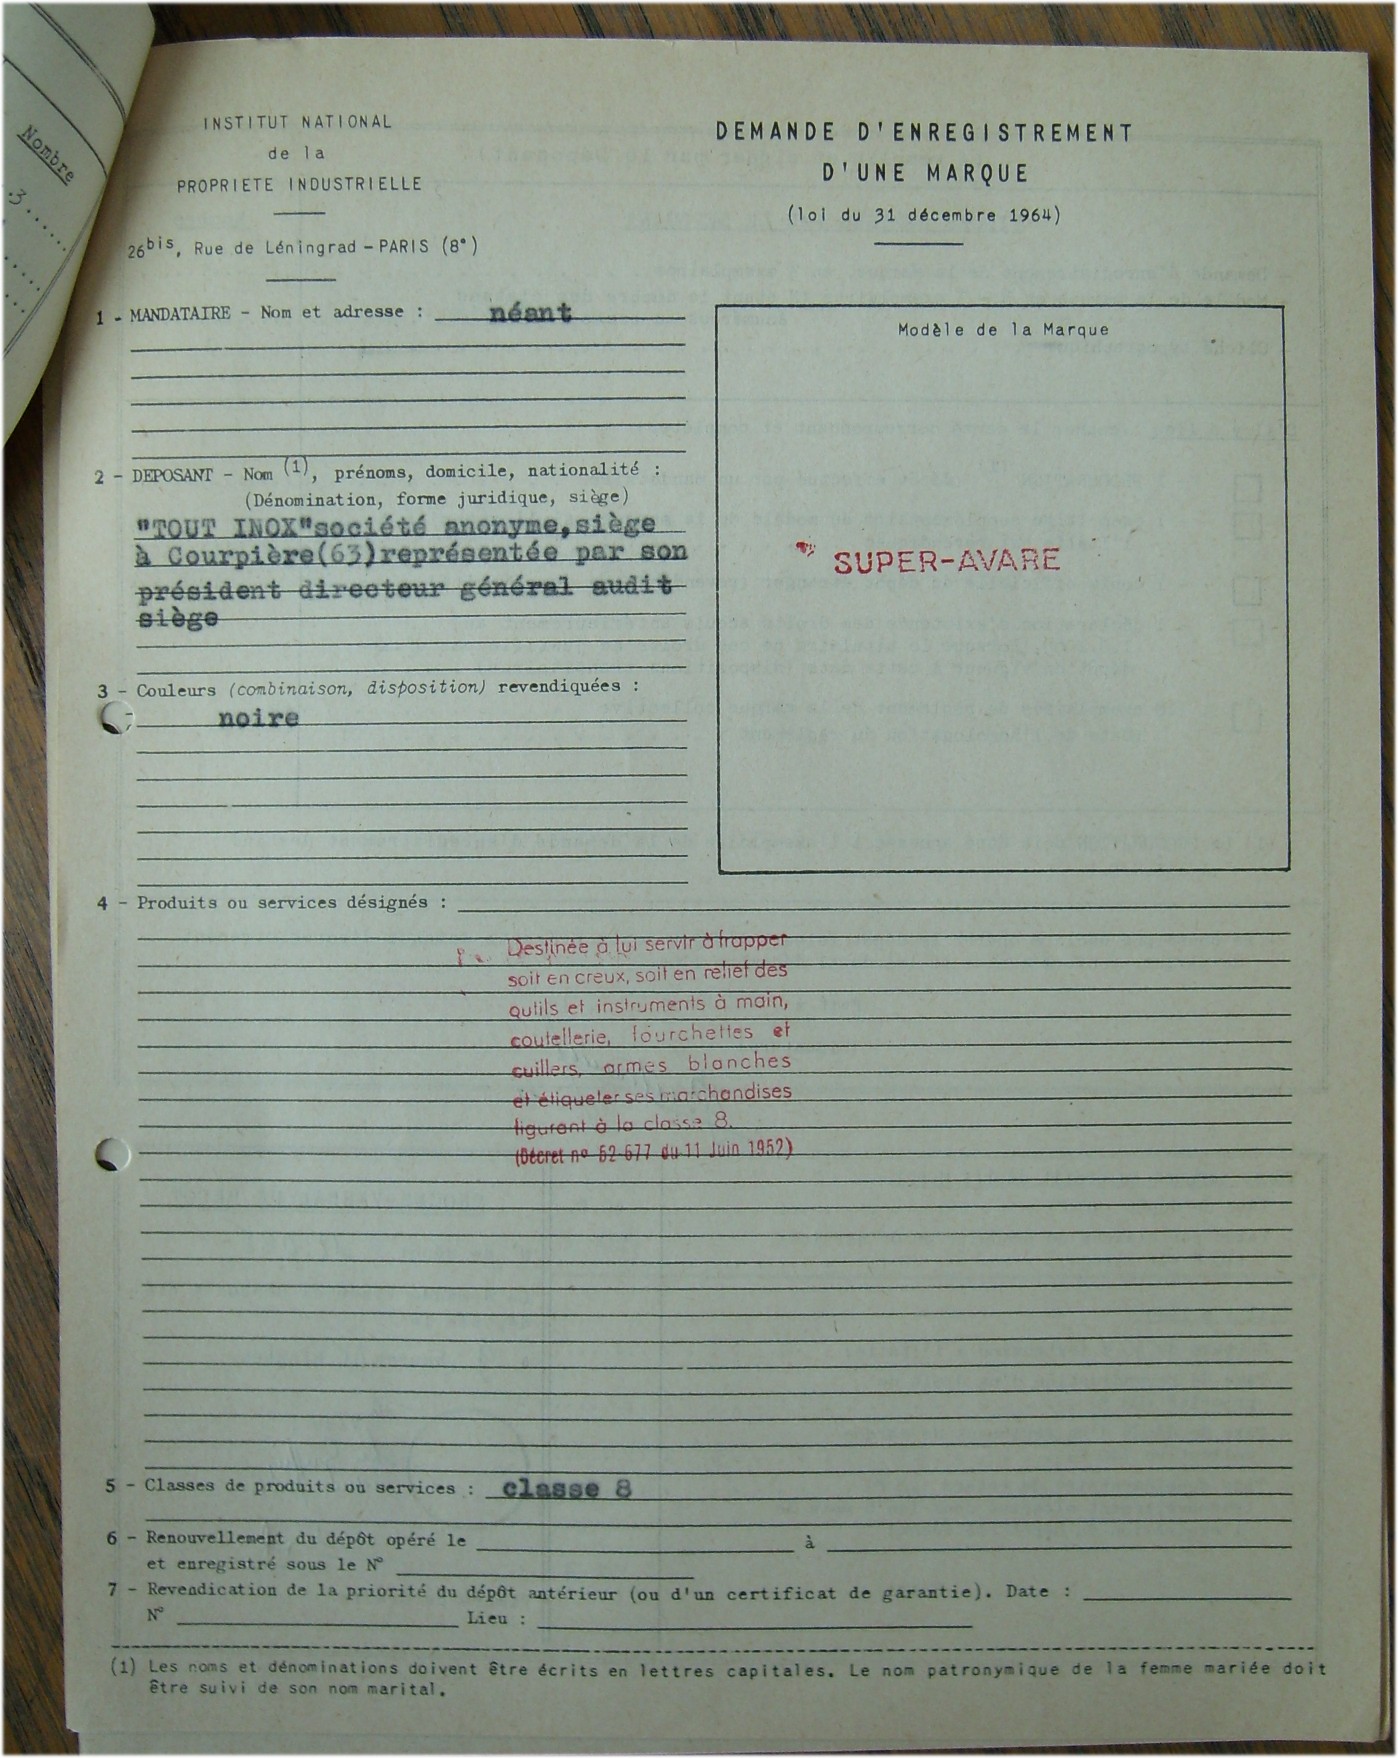 Nombre
.3......
INSTITUT NATIONAL
de la
PROPRIETE INDUSTRIELLE
26bis, Rue de Léningrad - PARIS (8e)
DEMANDE D'ENREGISTREMENT
D'UNE MARQUE
(loi du 31 décembre 1964)
1 - MANDATAIRE - Nom et adresse : néant
2 - DEPOSANT - Nom (1), prénoms, domicile, nationalité :
(Dénomination, forme juridique, siège)
"TOUT INOX"société anonyme,siège
à Courpière(63)représentée par son
président directeur général audit
siège
3 - Couleurs (combinaison, disposition) revendiquées :
noire
Modèle de la Marque
SUPER-AVARE
4 - Produits ou services désignés :
Destinée à lui servir à frapper
soit en creux, soit en relief des
outils et instruments à main,
coutellerie, fourchettes et
cuillers, armes blanches
et étiqueter ses marchandises
figurant à la classe 8.
(Décret nº 52-677 du 11 Juin 1952)
5 - Classes de produits ou services : classe 8
6 - Renouvellement du dépôt opéré le à
et enregistré sous le N°
7 - Revendication de la priorité du dépôt antérieur (ou d'un certificat de garantie). Date :
N° Lieu :
(1) Les noms et dénominations doivent être écrits en lettres capitales. Le nom patronymique de la femme mariée doit
être suivi de son nom marital.